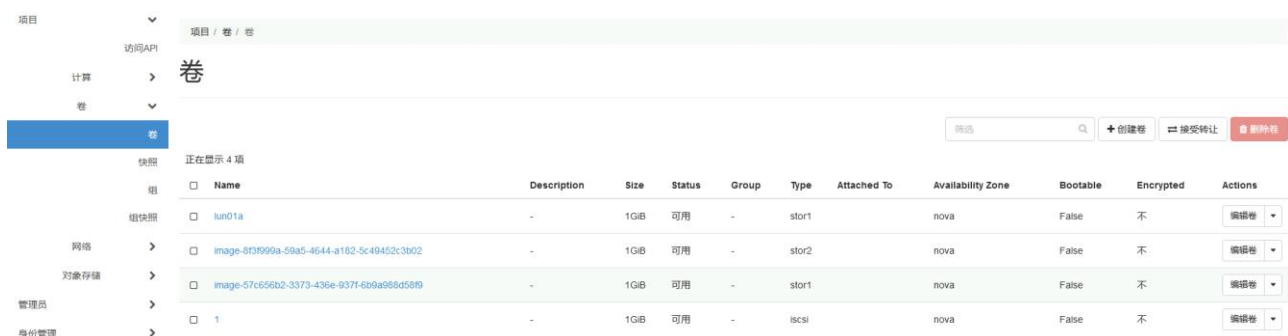 项目
访问API
计算
卷
卷
快照
组
组快照
网络
对象存储
管理员
身份管理
项目 / 卷 / 卷
卷
筛选 创建卷 接受转让 删除卷
正在显示 4 项
Name Description Size Status Group Type Attached To Availability Zone Bootable Encrypted Actions
lun01a - 1GiB 可用 - stor1 nova False 不 编辑卷
image-8f3f999a-59a5-4644-a182-5c49452c3b02 - 1GiB 可用 - stor2 nova False 不 编辑卷
image-57c656b2-3373-436e-937f-6b9a988d58f9 - 1GiB 可用 - stor1 nova False 不 编辑卷
1 - 1GiB 可用 - iscsi nova False 不 编辑卷